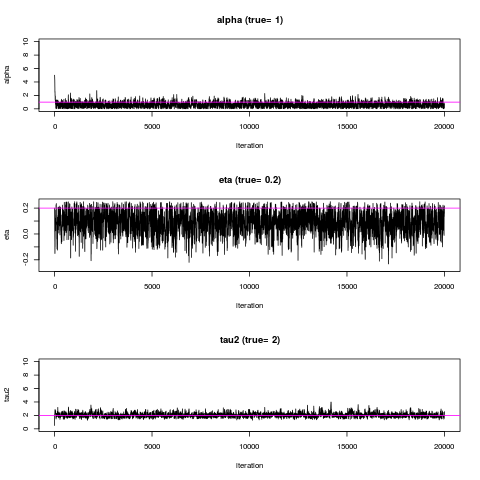 alpha (true= 1)
alpha
0 2 4 6 8 10
0 5000 10000 15000 20000
iteration
eta (true= 0.2)
eta
-0.2 0.0 0.2
0 5000 10000 15000 20000
iteration
tau2 (true= 2)
tau2
0 2 4 6 8 10
0 5000 10000 15000 20000
iteration